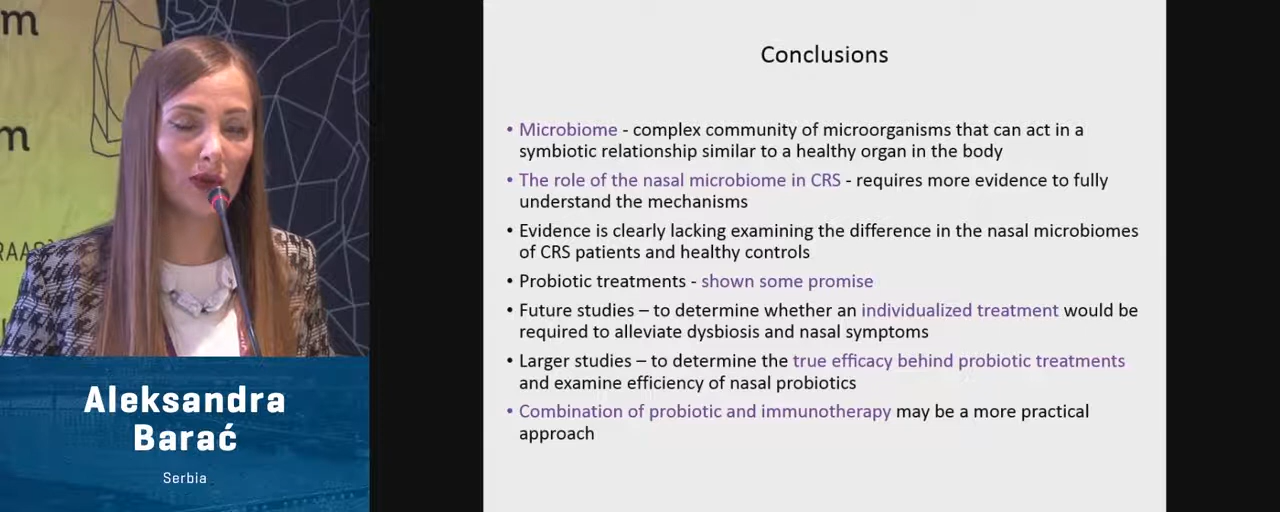 m
m
RAAS
Aleksandra
Barać
Serbia
Conclusions
• Microbiome - complex community of microorganisms that can act in a
symbiotic relationship similar to a healthy organ in the body
• The role of the nasal microbiome in CRS - requires more evidence to fully
understand the mechanisms
• Evidence is clearly lacking examining the difference in the nasal microbiomes
of CRS patients and healthy controls
• Probiotic treatments - shown some promise
• Future studies – to determine whether an individualized treatment would be
required to alleviate dysbiosis and nasal symptoms
• Larger studies – to determine the true efficacy behind probiotic treatments
and examine efficiency of nasal probiotics
• Combination of probiotic and immunotherapy may be a more practical
approach